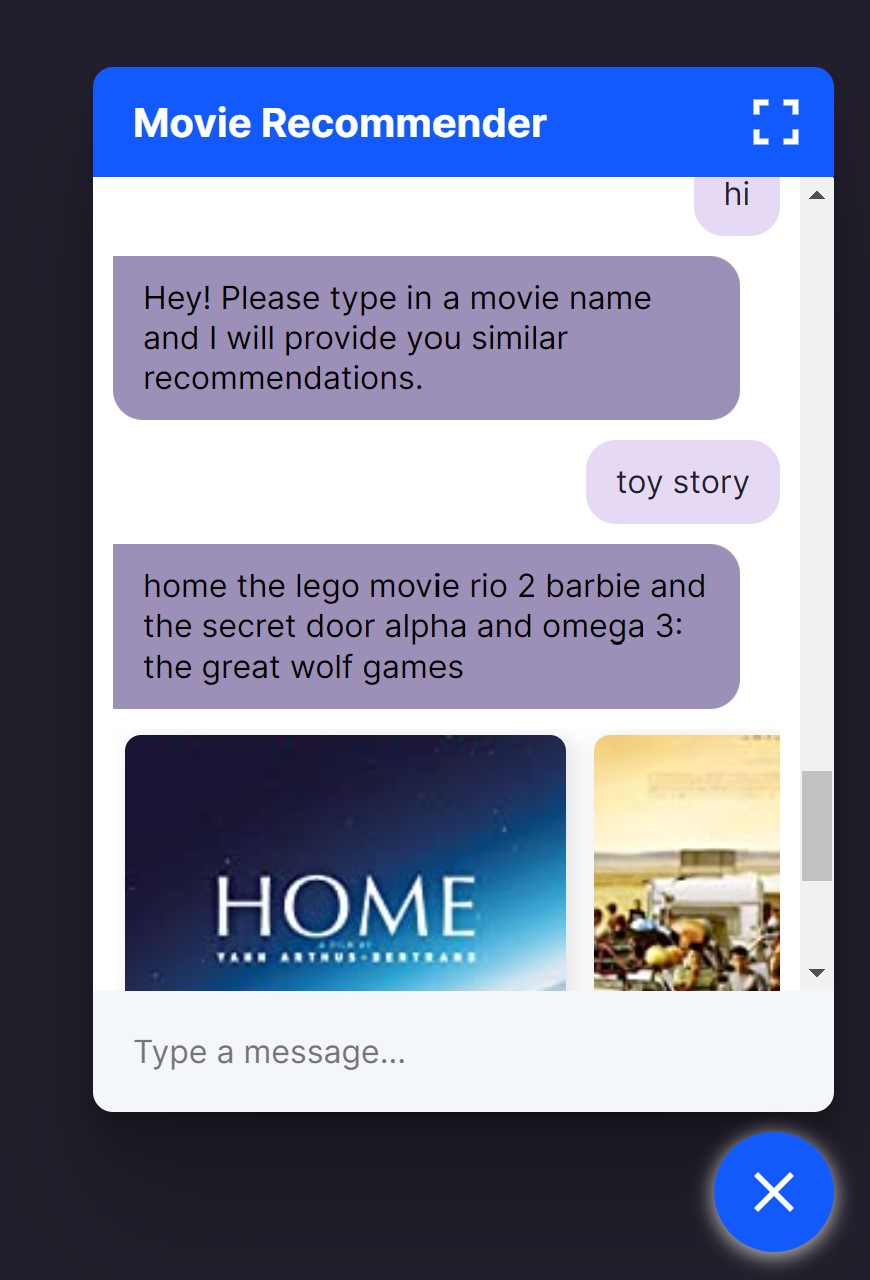 Movie Recommender
hi
Hey! Please type in a movie name
and I will provide you similar
recommendations.
toy story
home the lego movie rio 2 barbie and
the secret door alpha and omega 3:
the great wolf games
HOME
A FILM BY
YANN ARTHUS-BERTRAND
Type a message...